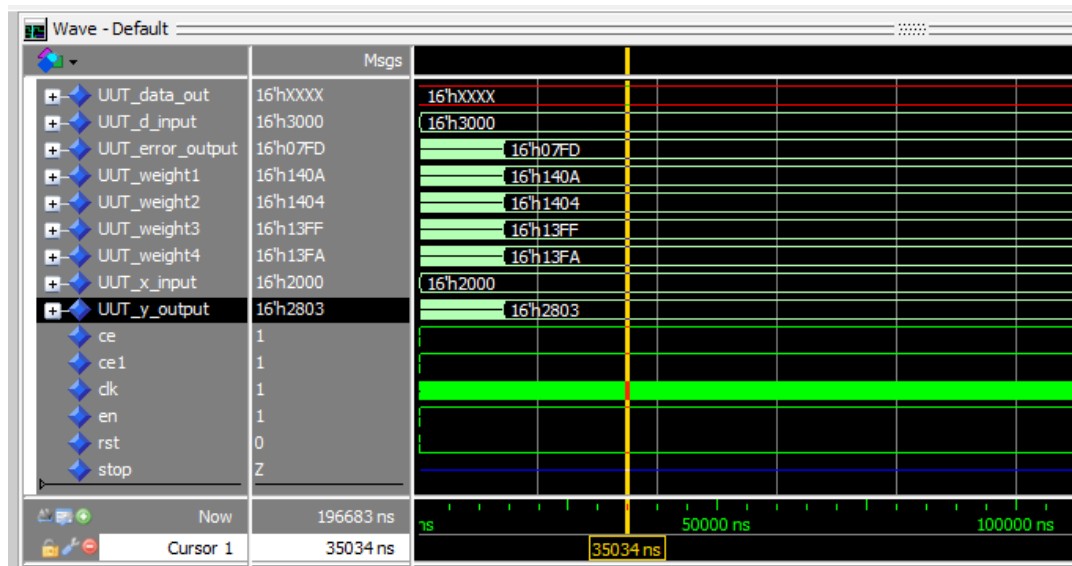 Wave - Default
Msgs
UUT_data_out 16'hXXXX 16'hXXXX
UUT_d_input 16'h3000 16'h3000
UUT_error_output 16'h07FD 16'h07FD
UUT_weight1 16'h140A 16'h140A
UUT_weight2 16'h1404 16'h1404
UUT_weight3 16'h13FF 16'h13FF
UUT_weight4 16'h13FA 16'h13FA
UUT_x_input 16'h2000 16'h2000
UUT_y_output 16'h2803 16'h2803
ce 1
ce1 1
clk 1
en 1
rst 0
stop Z
Now 196683 ns ns 50000 ns 100000 ns
Cursor 1 35034 ns 35034 ns